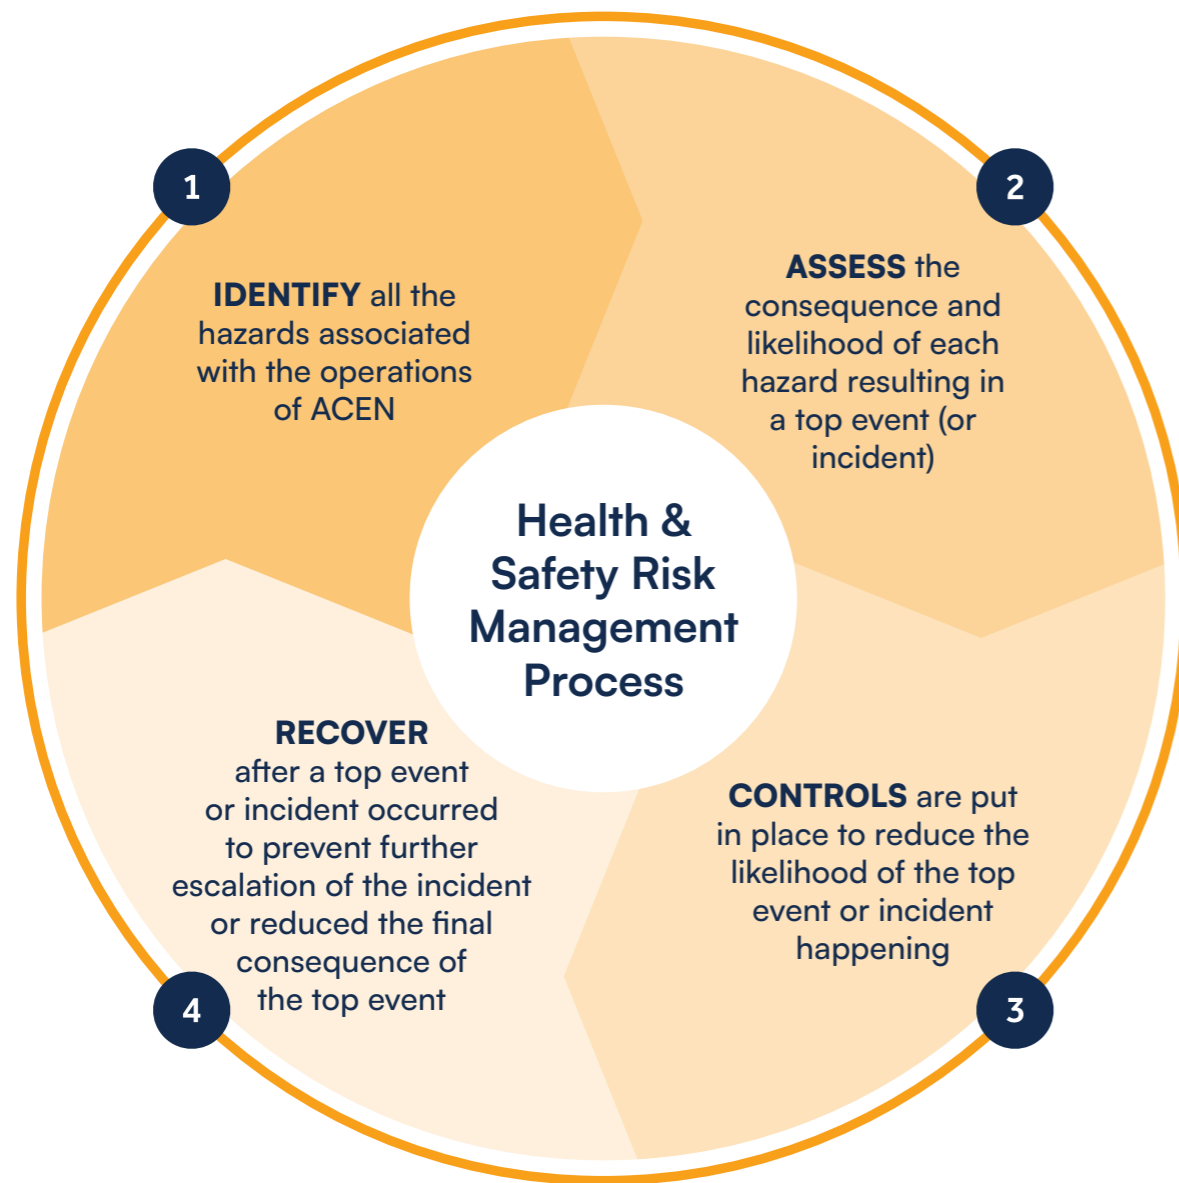 Health &
Safety Risk
Management
Process
1
IDENTIFY all the
hazards associated
with the operations
of ACEN
2
ASSESS the
consequence and
likelihood of each
hazard resulting in
a top event (or
incident)
3
CONTROLS are put
in place to reduce the
likelihood of the top
event or incident
happening
4
RECOVER
after a top event
or incident occurred
to prevent further
escalation of the incident
or reduced the final
consequence of
the top event